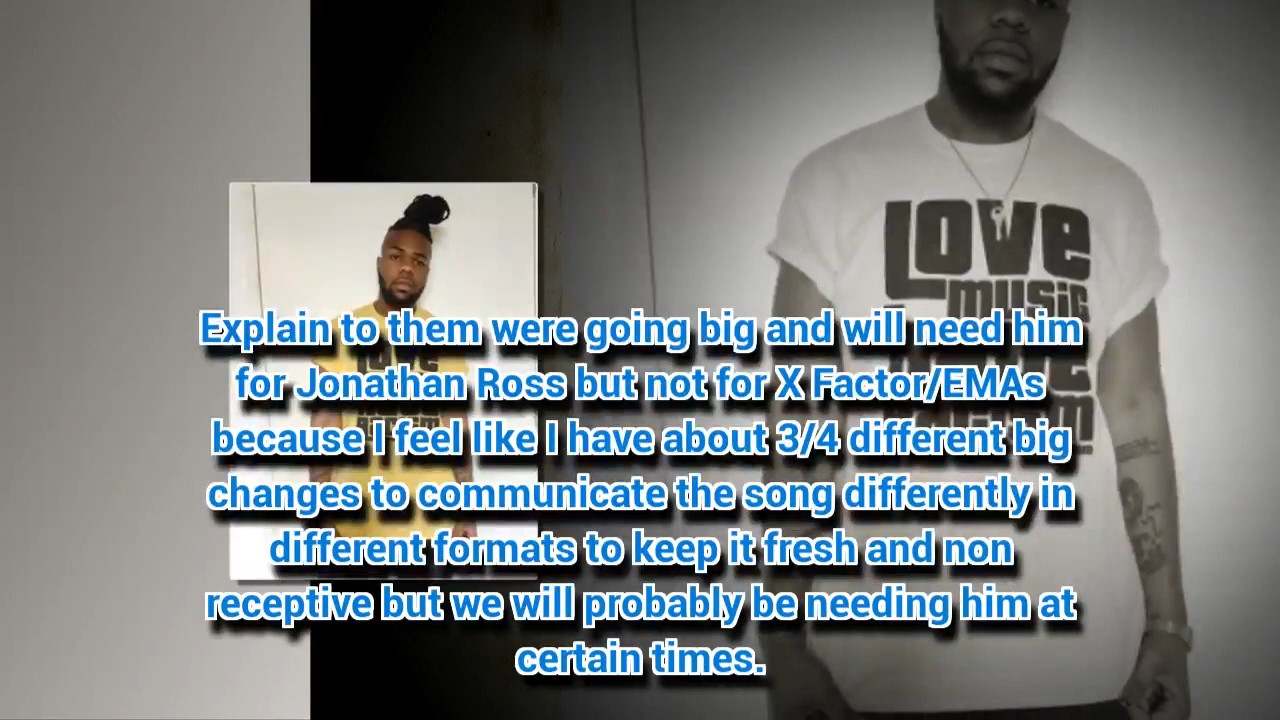 LOVE
MUSIC
Explain to them were going big and will need him
for Jonathan Ross but not for X Factor/EMAs
because I feel like I have about 3/4 different big
changes to communicate the song differently in
different formats to keep it fresh and non
receptive but we will probably be needing him at
certain times.